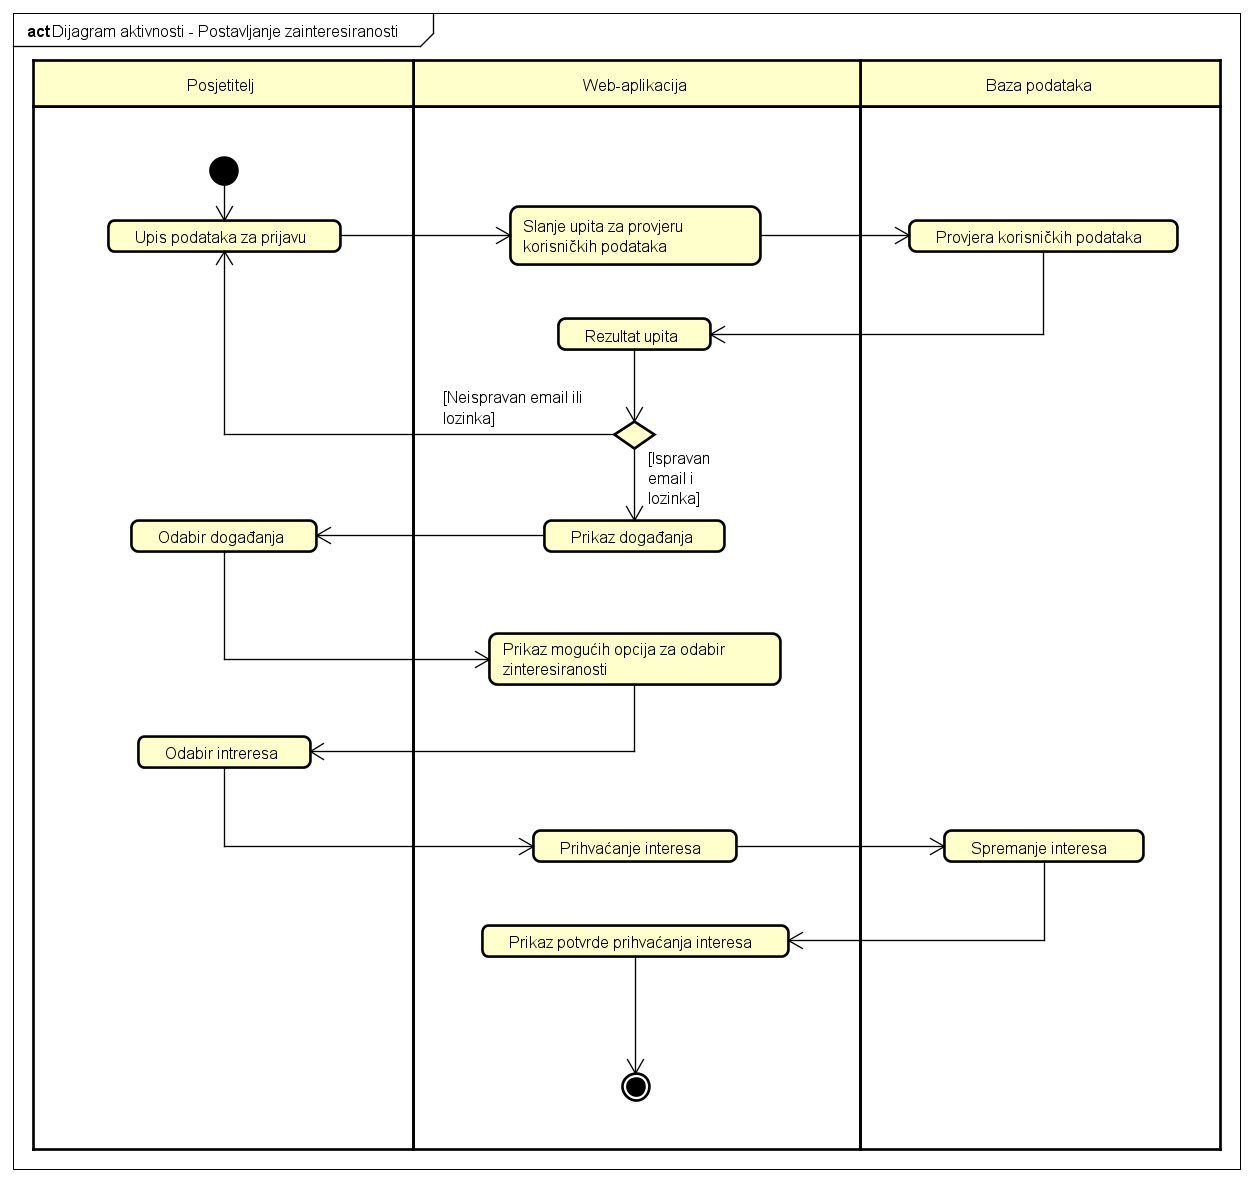 act Dijagram aktivnosti - Postavljanje zainteresiranosti
Posjetitelj
Web-aplikacija
Baza podataka
Upis podataka za prijavu
Slanje upita za provjeru
korisničkih podataka
Provjera korisničkih podataka
Rezultat upita
[Neispravan email ili
lozinka]
[Ispravan
email i
lozinka]
Odabir događanja
Prikaz događanja
Prikaz mogućih opcija za odabir
zinteresiranosti
Odabir intreresa
Prihvaćanje interesa
Spremanje interesa
Prikaz potvrde prihvaćanja interesa